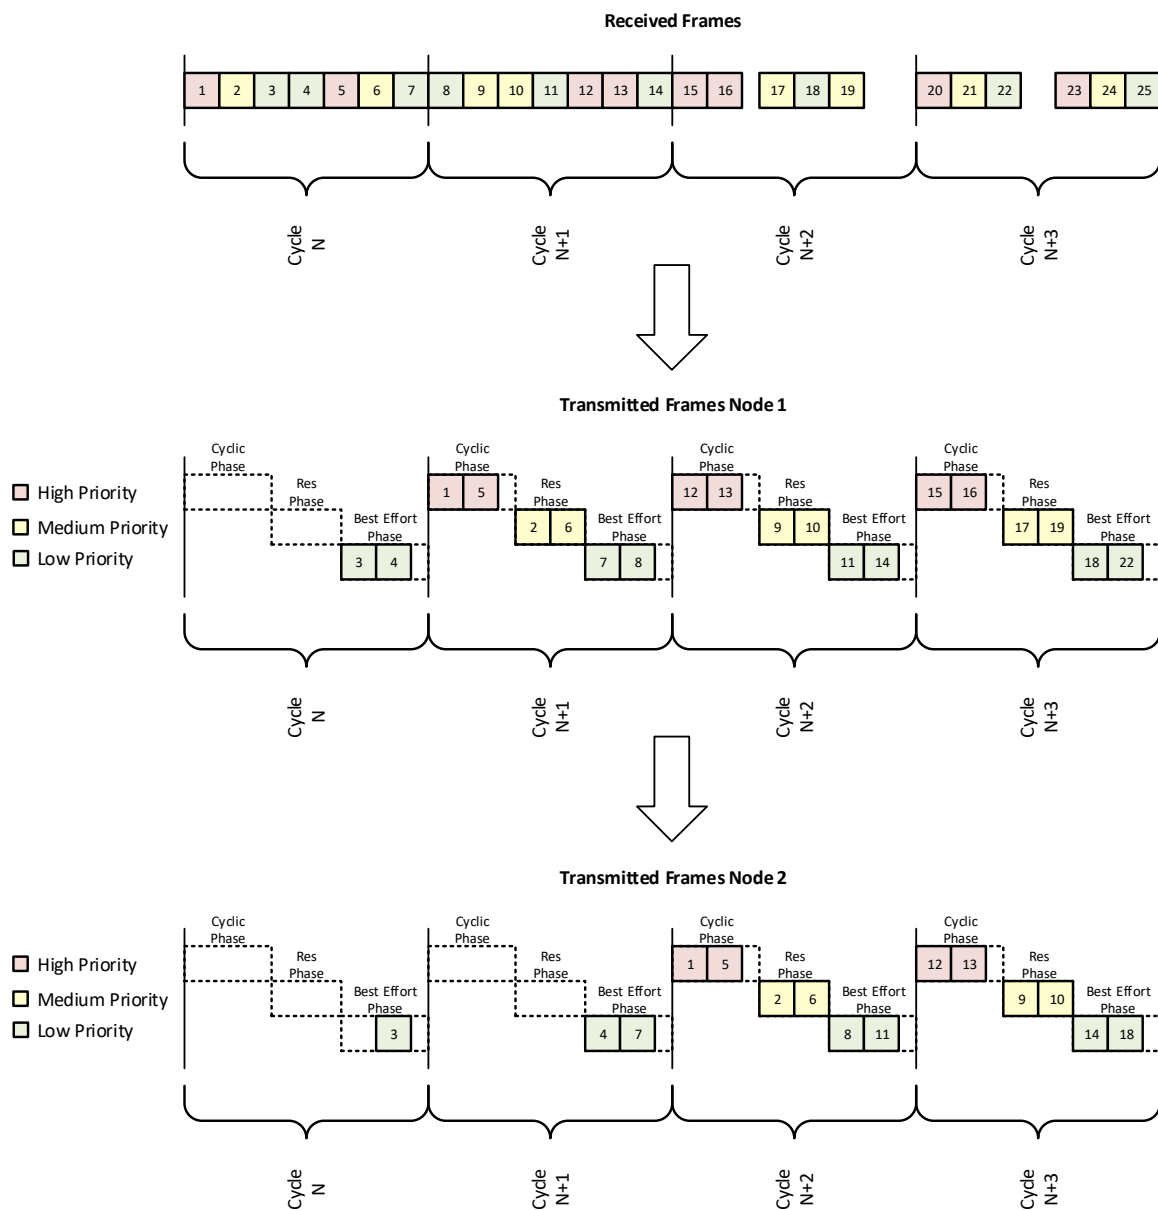 Received Frames
1 2 3 4 5 6 7 8 9 10 11 12 13 14 15 16 17 18 19 20 21 22 23 24 25
Cycle
N
Cycle
N+1
Cycle
N+2
Cycle
N+3
Transmitted Frames Node 1
High Priority
Medium Priority
Low Priority
Cyclic
Phase
Res
Phase
Best Effort
Phase
3 4
Cyclic
Phase
1 5
Res
Phase
2 6
Best Effort
Phase
7 8
Cyclic
Phase
12 13
Res
Phase
9 10
Best Effort
Phase
11 14
Cyclic
Phase
15 16
Res
Phase
17 19
Best Effort
Phase
18 22
Cycle
N
Cycle
N+1
Cycle
N+2
Cycle
N+3
Transmitted Frames Node 2
High Priority
Medium Priority
Low Priority
Cyclic
Phase
Res
Phase
Best Effort
Phase
3
Cyclic
Phase
Res
Phase
Best Effort
Phase
4 7
Cyclic
Phase
1 5
Res
Phase
2 6
Best Effort
Phase
8 11
Cyclic
Phase
12 13
Res
Phase
9 10
Best Effort
Phase
14 18
Cycle
N
Cycle
N+1
Cycle
N+2
Cycle
N+3